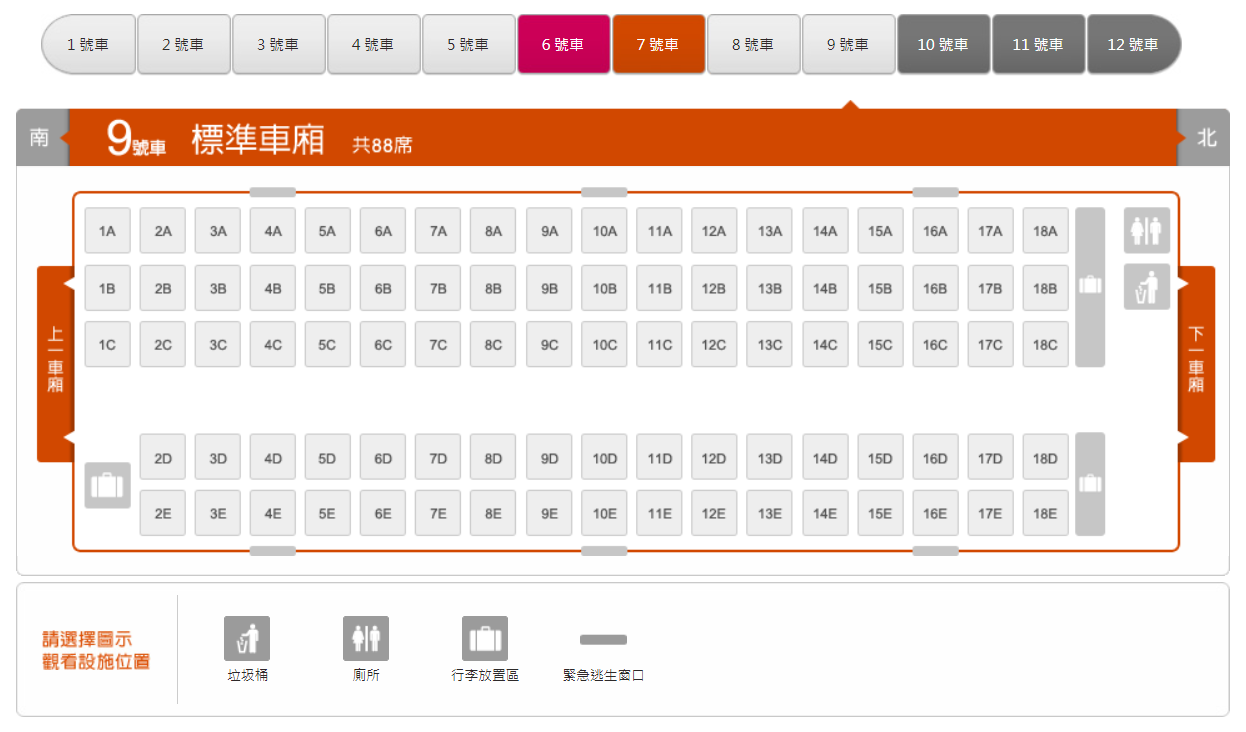 1 號車 2 號車 3 號車 4 號車 5 號車 6 號車 7 號車 8 號車 9 號車 10 號車 11 號車 12 號車
南 9號車 標準車廂 共88席 北
1A 2A 3A 4A 5A 6A 7A 8A 9A 10A 11A 12A 13A 14A 15A 16A 17A 18A
1B 2B 3B 4B 5B 6B 7B 8B 9B 10B 11B 12B 13B 14B 15B 16B 17B 18B
1C 2C 3C 4C 5C 6C 7C 8C 9C 10C 11C 12C 13C 14C 15C 16C 17C 18C
上一車廂
下一車廂
2D 3D 4D 5D 6D 7D 8D 9D 10D 11D 12D 13D 14D 15D 16D 17D 18D
2E 3E 4E 5E 6E 7E 8E 9E 10E 11E 12E 13E 14E 15E 16E 17E 18E
請選擇圖示
觀看設施位置
垃圾桶 廁所 行李放置區 緊急逃生窗口